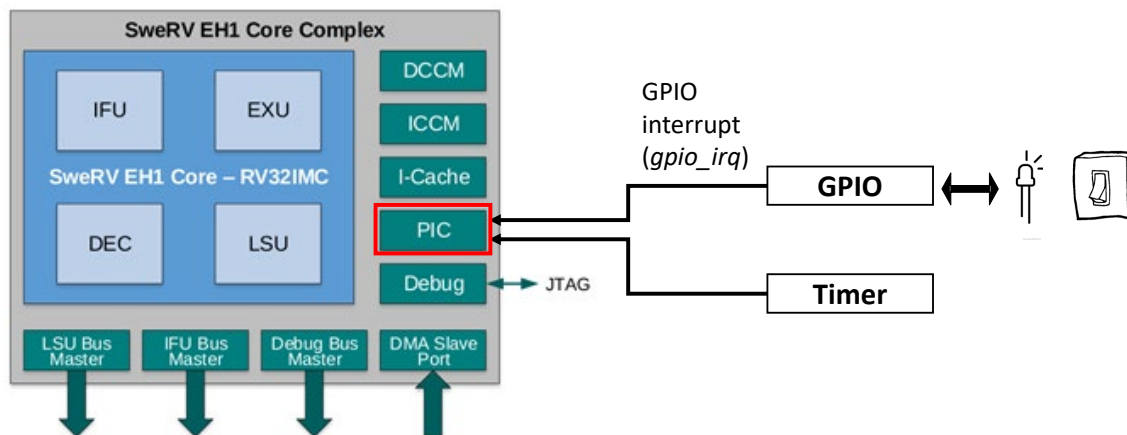 SweRV EH1 Core Complex
IFU
EXU
SweRV EH1 Core – RV32IMC
DEC
LSU
DCCM
ICCM
I-Cache
PIC
Debug
JTAG
LSU Bus
Master
IFU Bus
Master
Debug Bus
Master
DMA Slave
Port
GPIO
interrupt
(gpio_irq)
GPIO
Timer